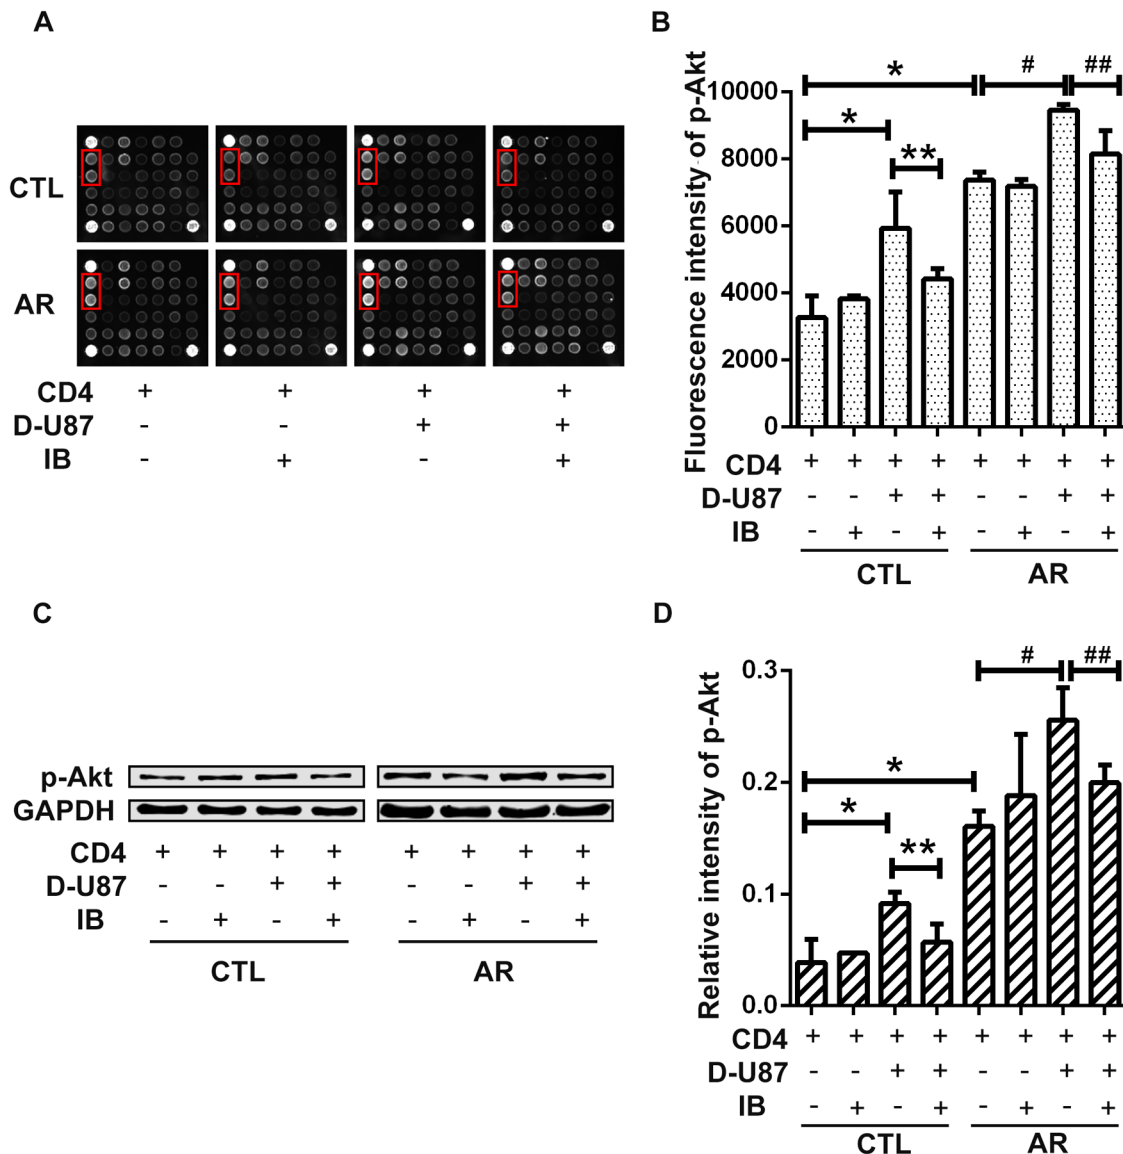 A
CTL
AR
CD4 + + + +
D-U87 - - + +
IB - + - +
B
Fluorescence intensity of p-Akt
* # ##
*
**
10000
8000
6000
4000
2000
0
CD4 + + + + + + + +
D-U87 - - + + - - + +
IB - + - + - + - +
CTL AR
C
p-Akt
GAPDH
CD4 + + + + + + + +
D-U87 - - + + - - + +
IB - + - + - + - +
CTL AR
D
Relative intensity of p-Akt
# ##
*
*
**
0.3
0.2
0.1
0.0
CD4 + + + + + + + +
D-U87 - - + + - - + +
IB - + - + - + - +
CTL AR